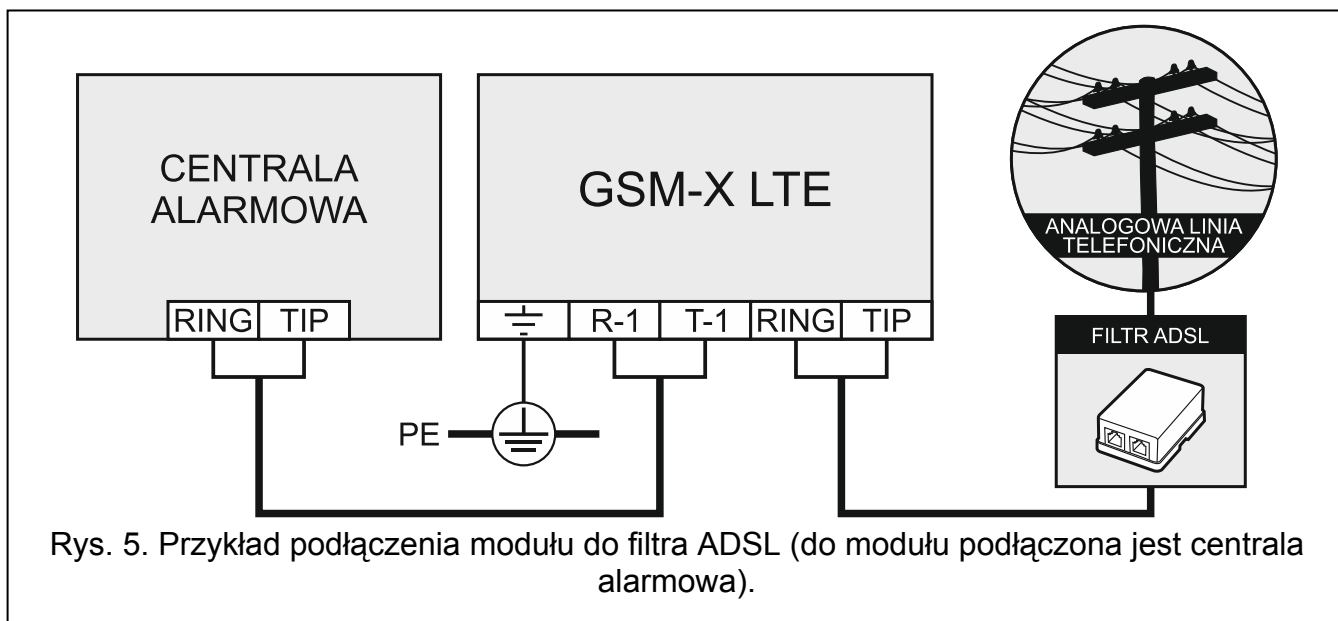 CENTRALA
ALARMOWA
GSM-X LTE
ANALOGOWA LINIA
TELEFONICZNA
RING TIP
R-1 T-1 RING TIP
FILTR ADSL
PE
Rys. 5. Przykład podłączenia modułu do filtra ADSL (do modułu podłączona jest centrala
alarmowa).